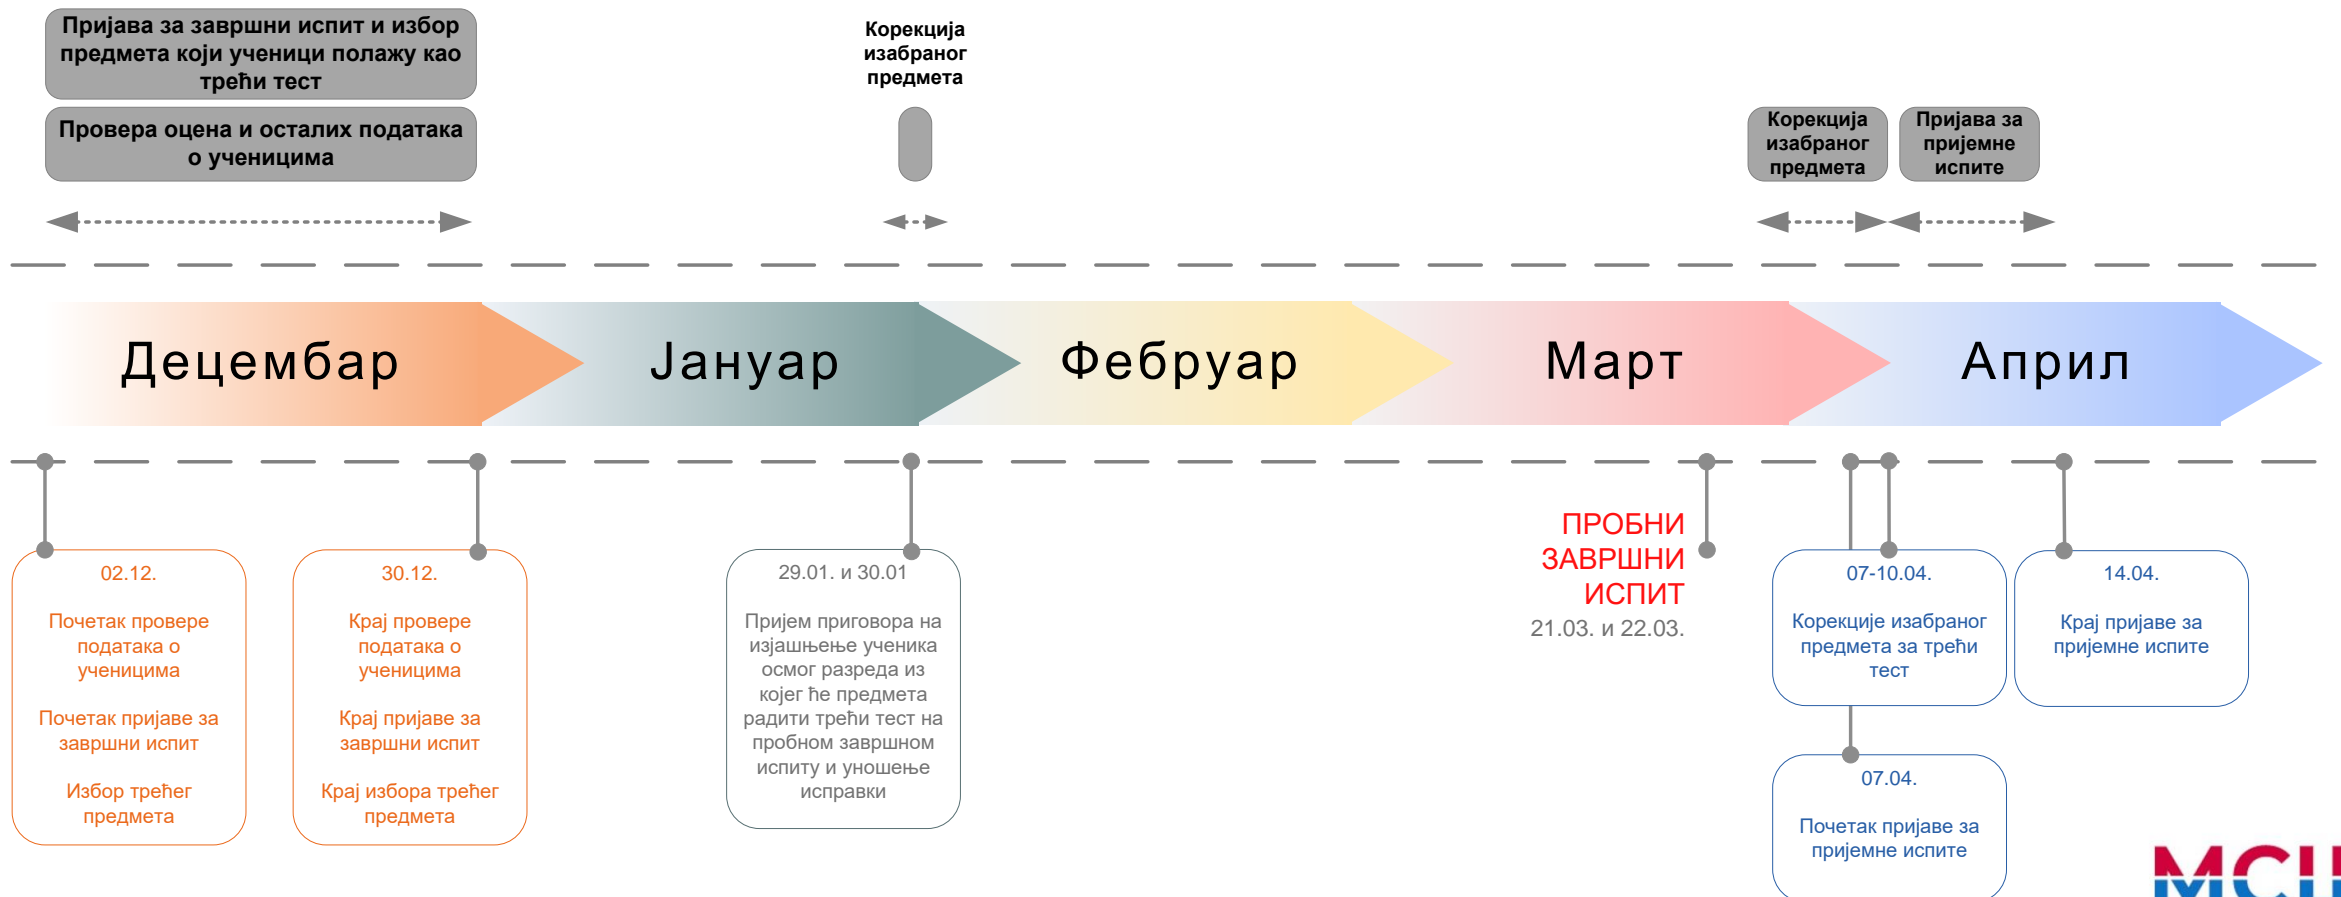 Пријава за завршни испит и избор
предмета који ученици полажу као
трећи тест
Провера оцена и осталих података
о ученицима
Корекција
изабраног
предмета
Корекција
изабраног
предмета
Пријава за
пријемне
испите
Децембар
Јануар
Фебруар
Март
Април
02.12.
Почетак провере
података о
ученицима
Почетак пријаве за
завршни испит
Избор трећег
предмета
30.12.
Крај провере
података о
ученицима
Крај пријаве за
завршни испит
Крај избора трећег
предмета
29.01. и 30.01
Пријем приговора на
изјашњење ученика
осмог разреда из
којег ће предмета
радити трећи тест на
пробном завршном
испиту и уношење
исправки
ПРОБНИ
ЗАВРШНИ
ИСПИТ
21.03. и 22.03.
07-10.04.
Корекције изабраног
предмета за трећи
тест
07.04.
Почетак пријаве за
пријемне испите
14.04.
Крај пријаве за
пријемне испите